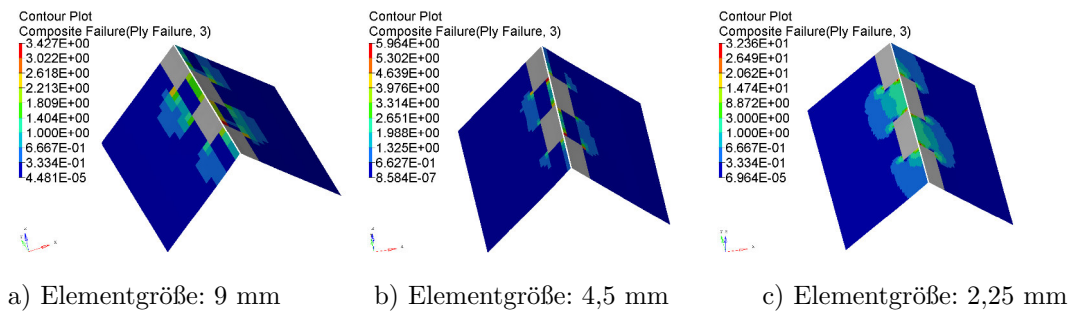 Contour Plot
Composite Failure(Ply Failure, 3)
3.427E+00
3.022E+00
2.618E+00
2.213E+00
1.809E+00
1.404E+00
1.000E+00
6.667E-01
3.334E-01
4.481E-05
Contour Plot
Composite Failure(Ply Failure, 3)
5.964E+00
5.302E+00
4.639E+00
3.976E+00
3.314E+00
2.651E+00
1.988E+00
1.325E+00
6.627E-01
8.584E-07
Contour Plot
Composite Failure(Ply Failure, 3)
3.236E+01
2.649E+01
2.062E+01
1.474E+01
8.872E+00
3.000E+00
1.000E+00
6.667E-01
3.334E-01
6.964E-05
a) Elementgröße: 9 mm
b) Elementgröße: 4,5 mm
c) Elementgröße: 2,25 mm